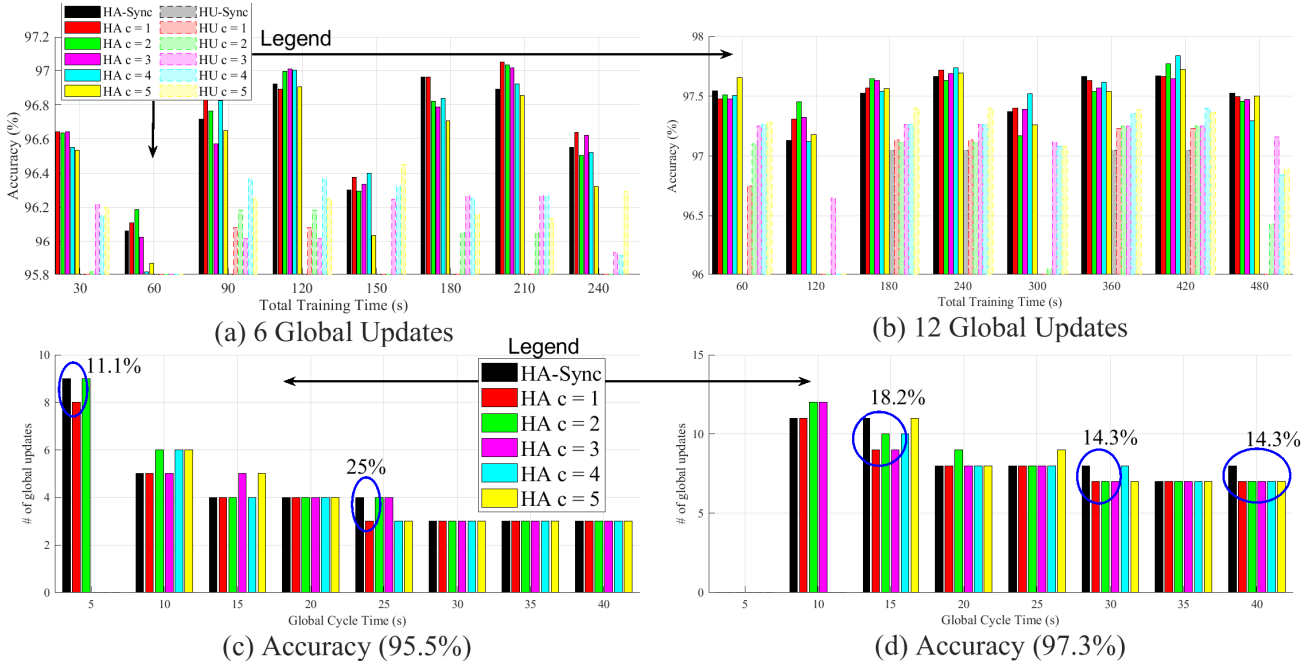 HA-Sync
HA c = 1
HA c = 2
HA c = 3
HA c = 4
HA c = 5
HU-Sync
HU c = 1
HU c = 2
HU c = 3
HU c = 4
HU c = 5
Legend
97.2
97
96.8
96.6
96.4
96.2
96
95.8
Accuracy (%)
30 60 90 120 150 180 210 240
Total Training Time (s)
(a) 6 Global Updates
98
97.5
97
96.5
96
Accuracy (%)
60 120 180 240 300 360 420 480
Total Training Time (s)
(b) 12 Global Updates
10
8
6
4
2
0
# of global updates
11.1%
25%
5 10 15 20 25 30 35 40
Global Cycle Time (s)
(c) Accuracy (95.5%)
Legend
HA-Sync
HA c = 1
HA c = 2
HA c = 3
HA c = 4
HA c = 5
15
10
5
0
# of global updates
18.2%
14.3%
14.3%
5 10 15 20 25 30 35 40
Global Cycle Time (s)
(d) Accuracy (97.3%)